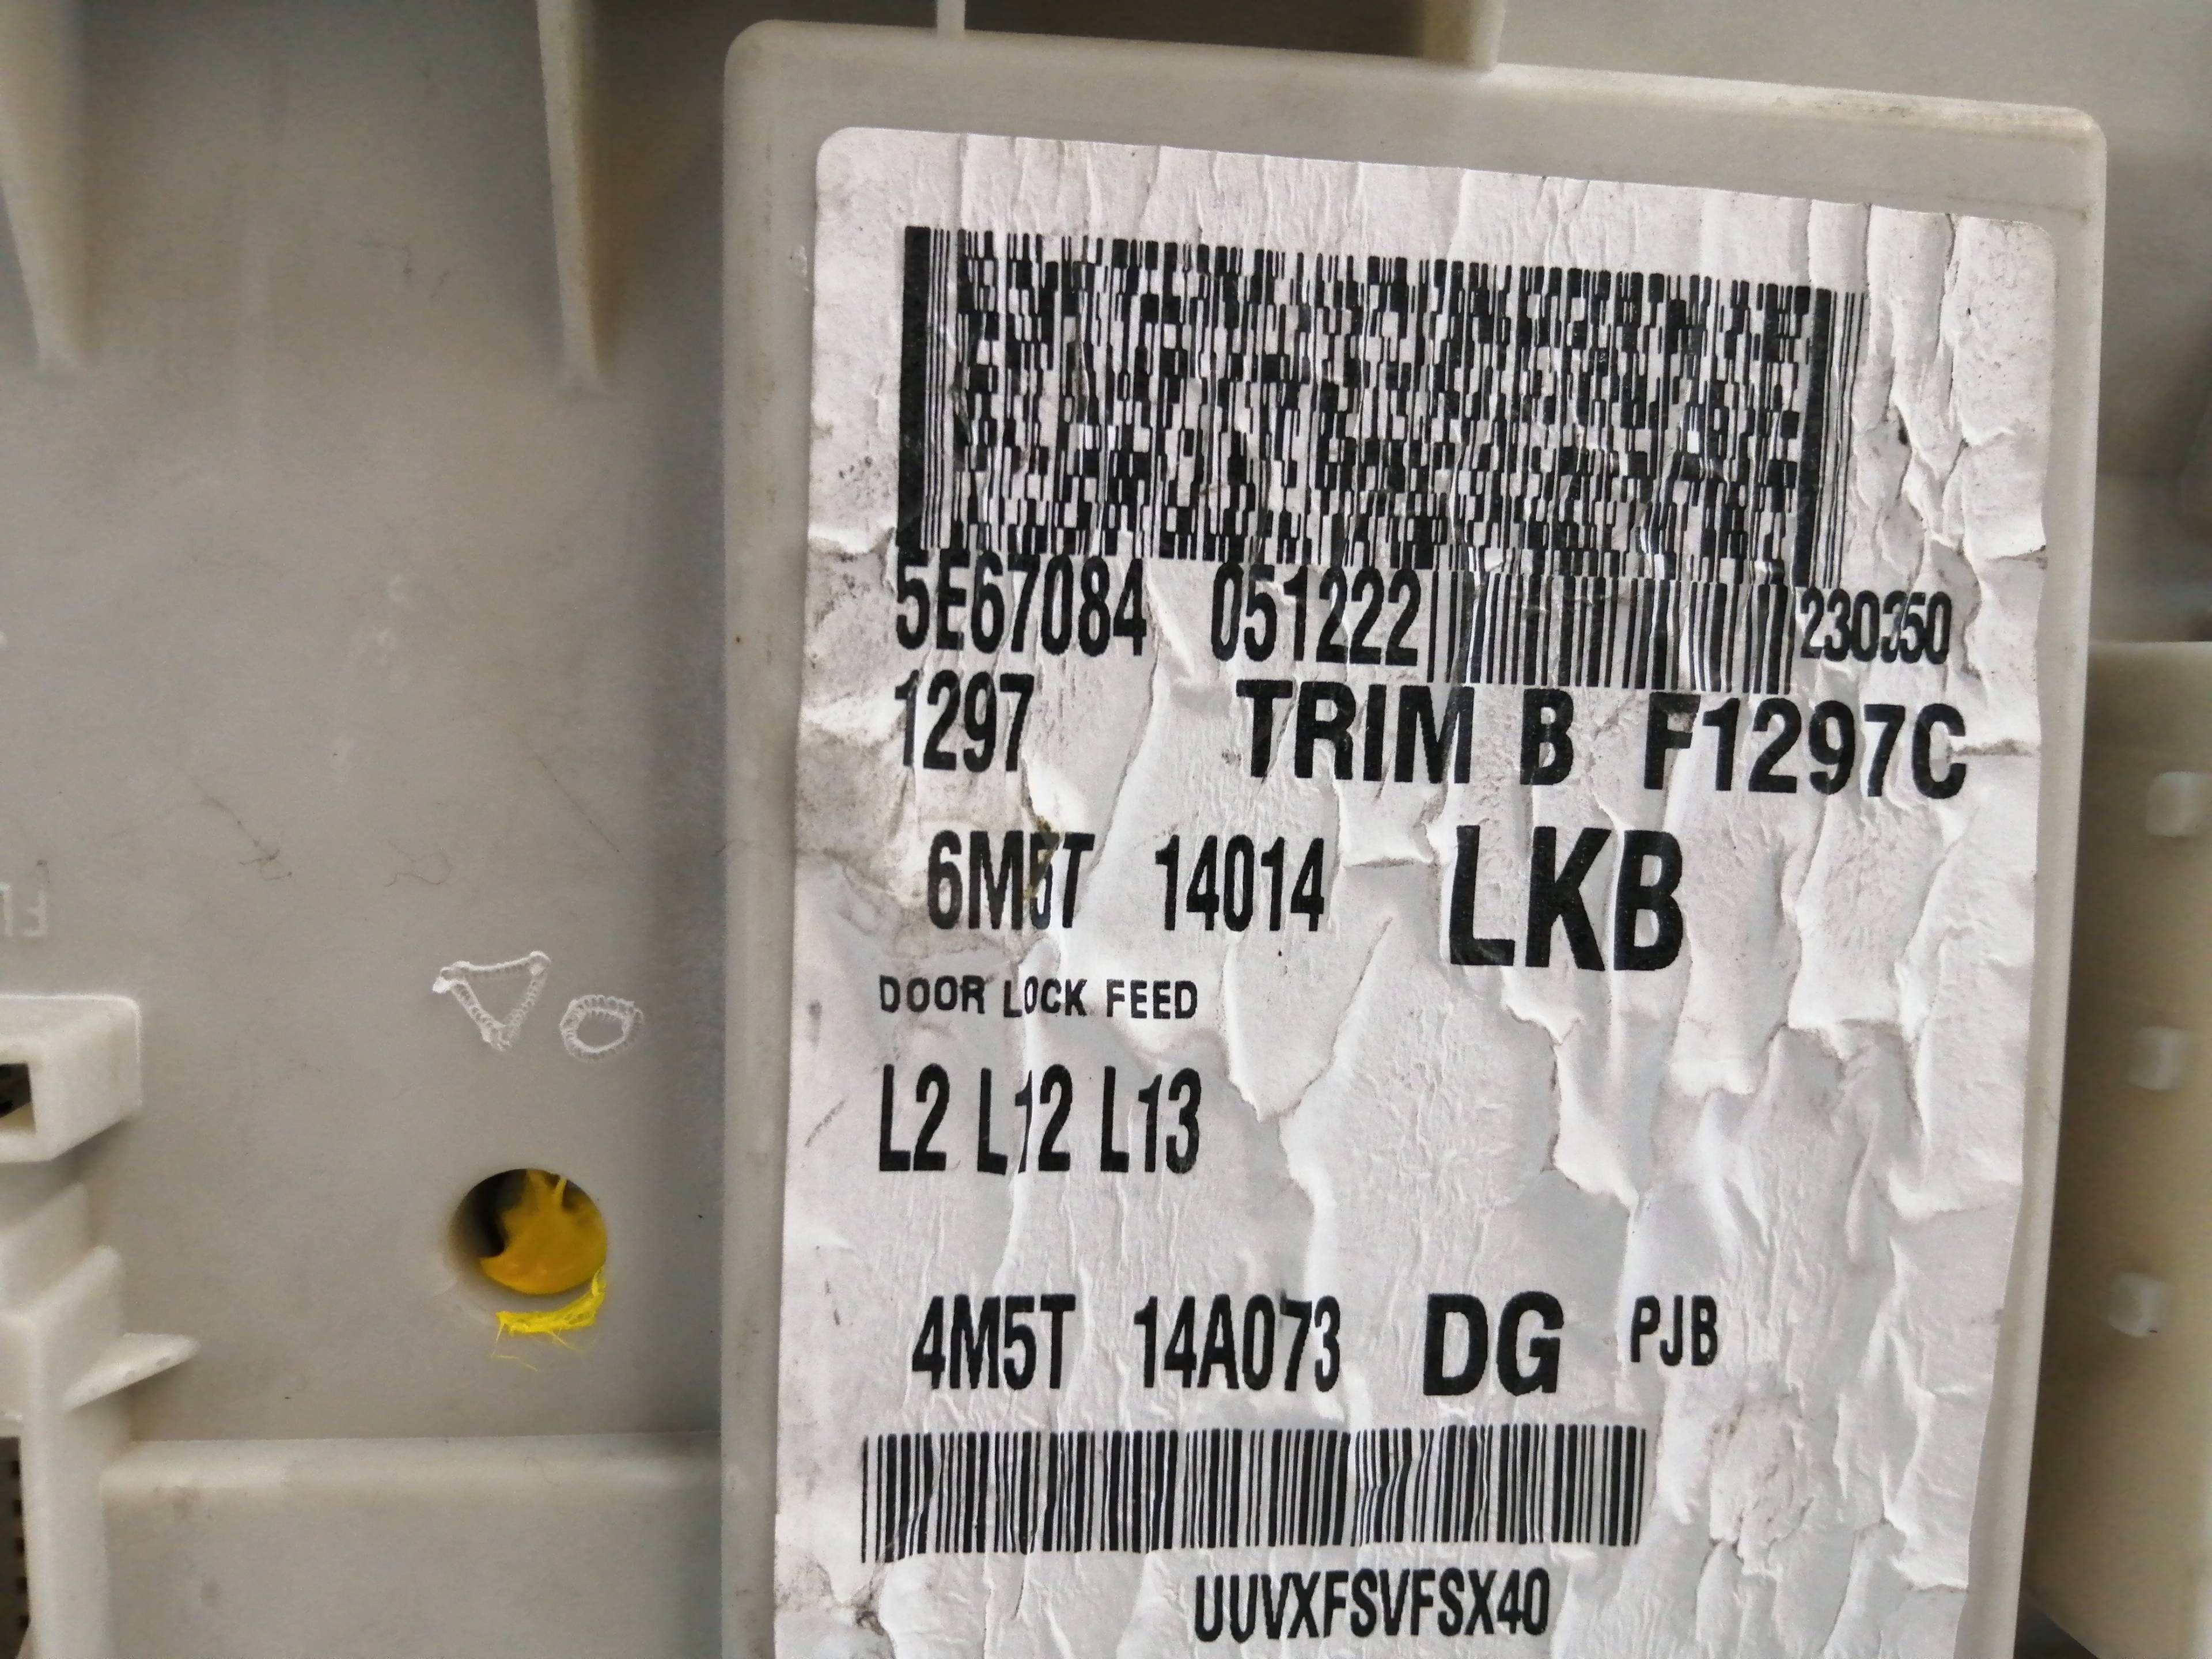 5E67084 051222 230350
1297 TRIM B F1297C
6M5T 14014 LKB
DOOR LOCK FEED
L2 L12 L13
4M5T 14A073 DG PJB
UUVXFSVFSX40